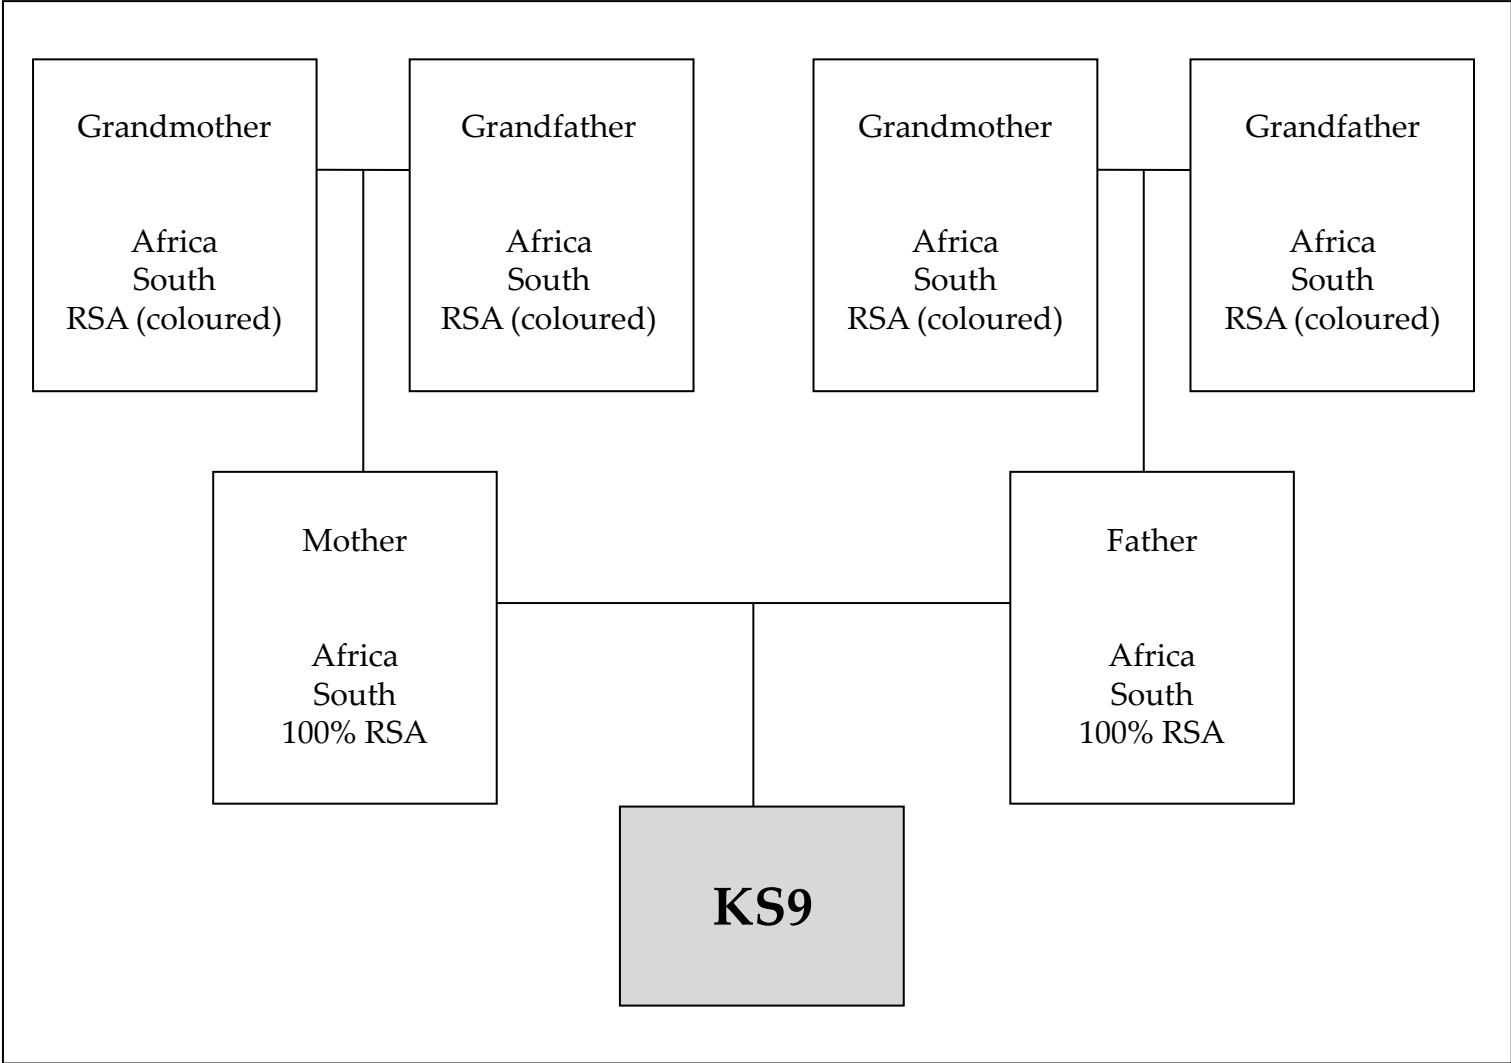 Grandmother
Africa
South
RSA (coloured)
Grandfather
Africa
South
RSA (coloured)
Grandmother
Africa
South
RSA (coloured)
Grandfather
Africa
South
RSA (coloured)
Mother
Africa
South
100% RSA
Father
Africa
South
100% RSA
KS9